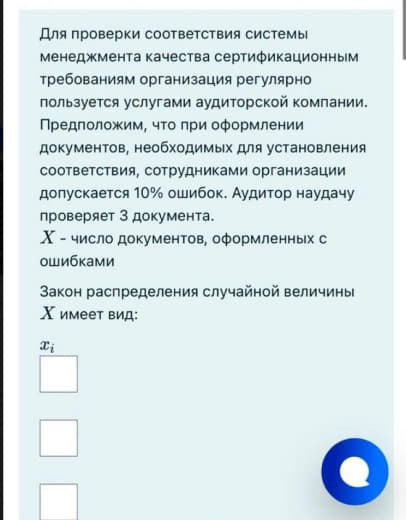 Для проверки соответствия системы
менеджмента качества сертификационным
требованиям организация регулярно
пользуется услугами аудиторской компании.
Предположим, что при оформлении
документов, необходимых для установления
соответствия, сотрудниками организации
допускается 10% ошибок. Аудитор наудачу
проверяет 3 документа.
X - число документов, оформленных с
ошибками
Закон распределения случайной величины
X имеет вид:
xᵢ